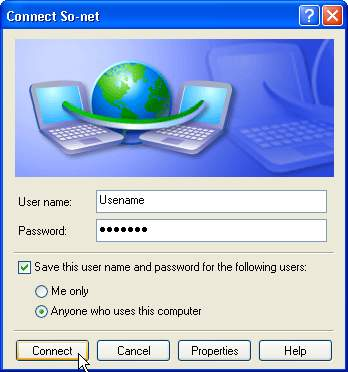 Connect So-net
User name: Usename
Password: •••••••
Save this user name and password for the following users:
Me only
Anyone who uses this computer
Connect Cancel Properties Help